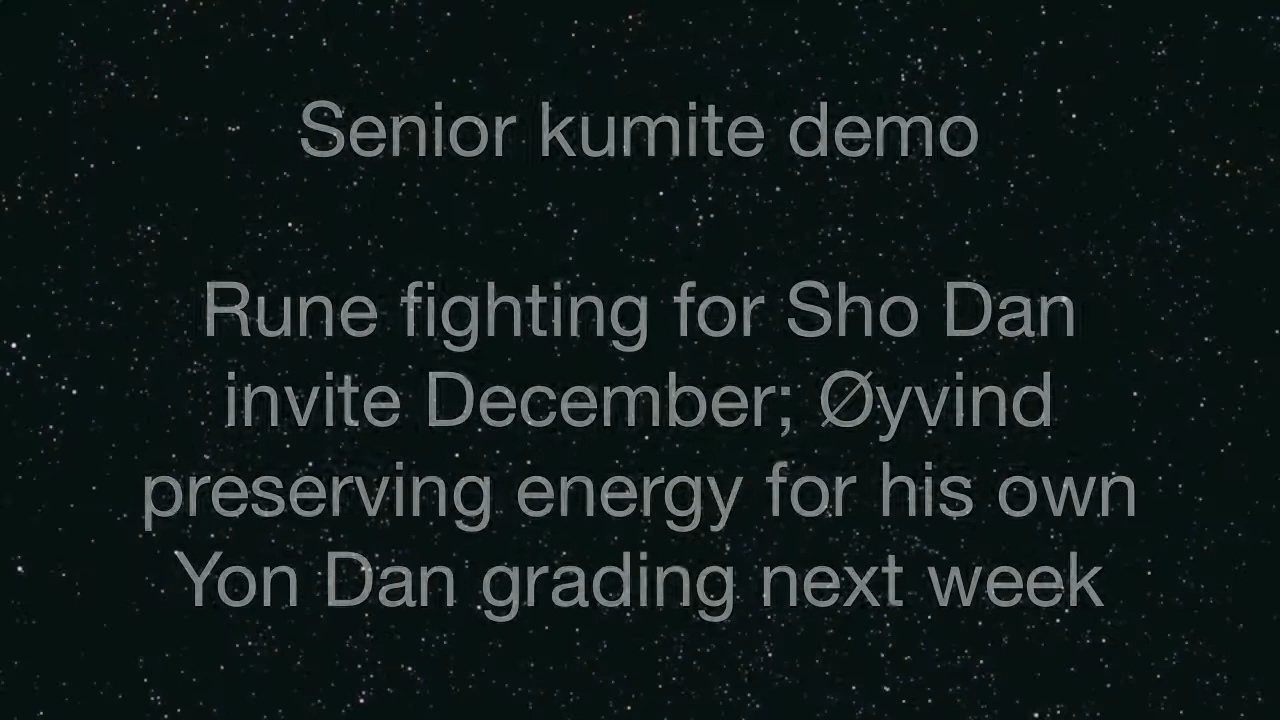 Senior kumite demo
Rune fighting for Sho Dan
invite December; Øyvind
preserving energy for his own
Yon Dan grading next week